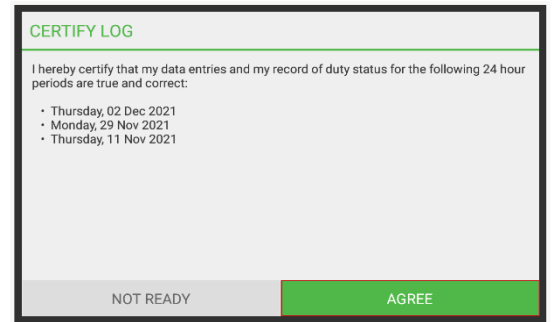 CERTIFY LOG
I hereby certify that my data entries and my record of duty status for the following 24 hour
periods are true and correct:
• Thursday, 02 Dec 2021
• Monday, 29 Nov 2021
• Thursday, 11 Nov 2021
NOT READY
AGREE